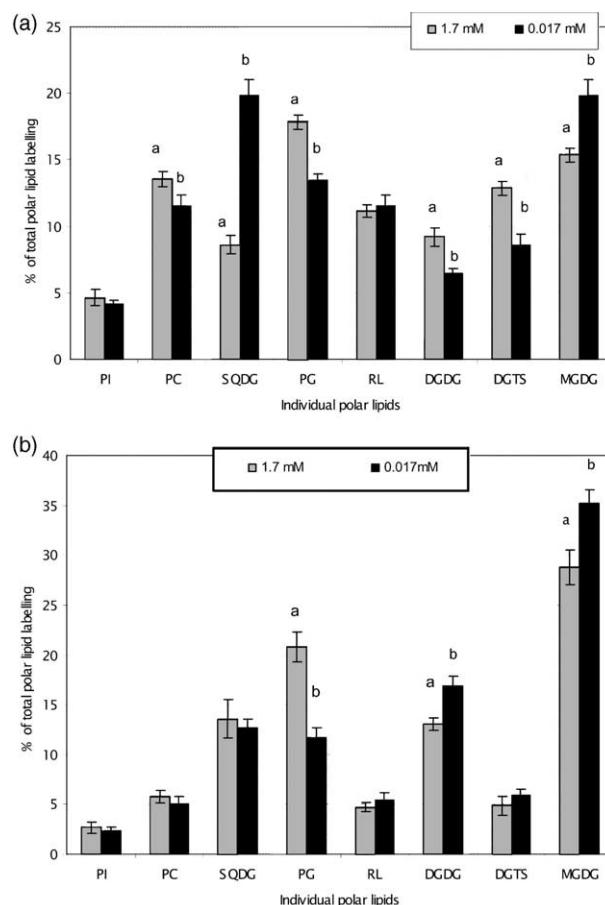 (a)
1.7 mM 0.017 mM
% of total polar lipid labelling
25
20
15
10
5
0
a b a b a b a b a b a b
PI PC SQDG PG RL DGDG DGTS MGDG
Individual polar lipids
(b)
1.7 mM 0.017mM
% of total polar lipid labelling
40
35
30
25
20
15
10
5
0
a b a b a b
PI PC SQDG PG RL DGDG DGTS MGDG
Individual polar lipids